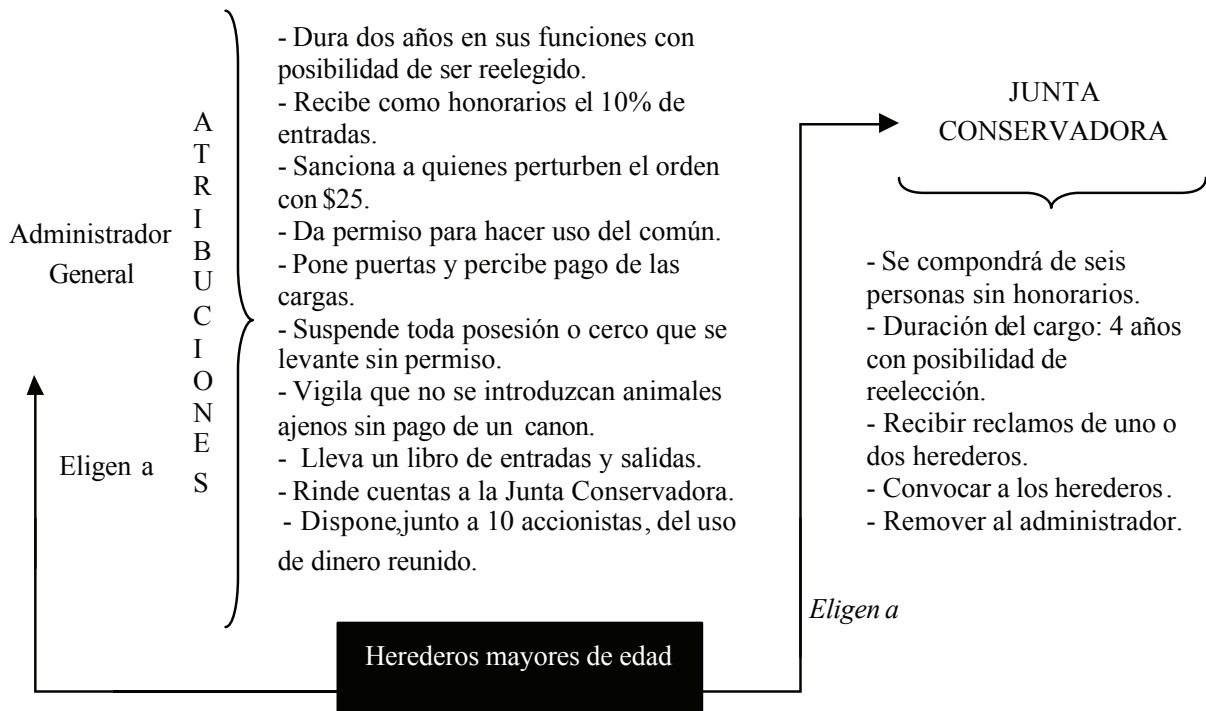 Administrador
General
Eligen a
ATRIBUCIONES
- Dura dos años en sus funciones con
posibilidad de ser reelegido.
- Recibe como honorarios el 10% de
entradas.
- Sanciona a quienes perturben el orden
con $25.
- Da permiso para hacer uso del común.
- Pone puertas y percibe pago de las
cargas.
- Suspende toda posesión o cerco que se
levante sin permiso.
- Vigila que no se introduzcan animales
ajenos sin pago de un canon.
- Lleva un libro de entradas y salidas.
- Rinde cuentas a la Junta Conservadora.
- Dispone,junto a 10 accionistas, del uso
de dinero reunido.
JUNTA
CONSERVADORA
- Se compondrá de seis
personas sin honorarios.
- Duración del cargo: 4 años
con posibilidad de
reelección.
- Recibir reclamos de uno o
dos herederos.
- Convocar a los herederos.
- Remover al administrador.
Eligen a
Herederos mayores de edad